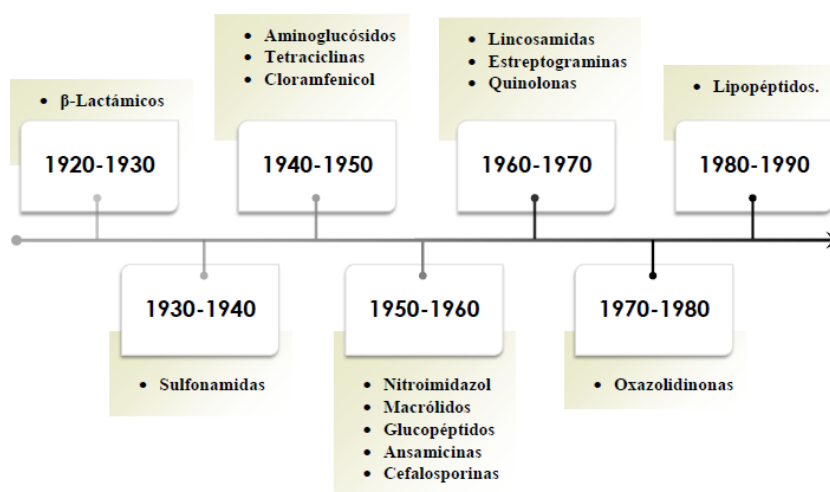 • β-Lactámicos
1920-1930
1930-1940
• Sulfonamidas
• Aminoglucósidos
• Tetraciclinas
• Cloramfenicol
1940-1950
1950-1960
• Nitroimidazol
• Macrólidos
• Glucopéptidos
• Ansamicinas
• Cefalosporinas
• Lincosamidas
• Estreptograminas
• Quinolonas
1960-1970
1970-1980
• Oxazolidinonas
• Lipopéptidos.
1980-1990